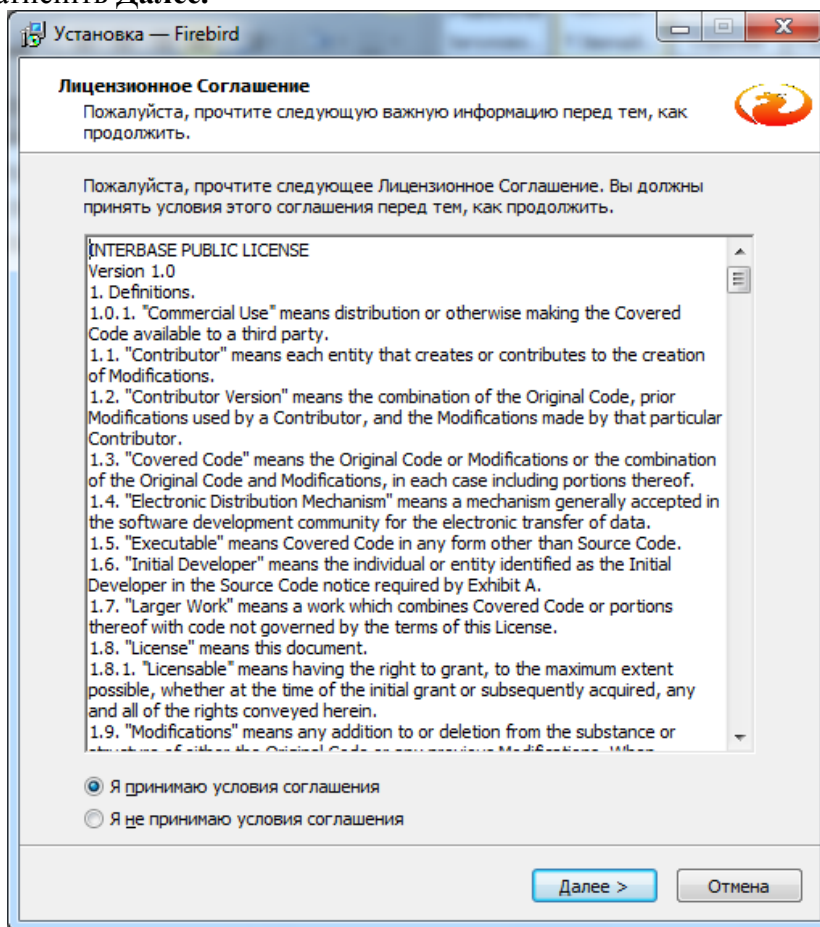 Далее.
Установка — Firebird
Лицензионное Соглашение
Пожалуйста, прочтите следующую важную информацию перед тем, как
продолжить.
Пожалуйста, прочтите следующее Лицензионное Соглашение. Вы должны
принять условия этого соглашения перед тем, как продолжить.
INTERBASE PUBLIC LICENSE
Version 1.0
1. Definitions.
1.0.1. "Commercial Use" means distribution or otherwise making the Covered
Code available to a third party.
1.1. "Contributor" means each entity that creates or contributes to the creation
of Modifications.
1.2. "Contributor Version" means the combination of the Original Code, prior
Modifications used by a Contributor, and the Modifications made by that particular
Contributor.
1.3. "Covered Code" means the Original Code or Modifications or the combination
of the Original Code and Modifications, in each case including portions thereof.
1.4. "Electronic Distribution Mechanism" means a mechanism generally accepted in
the software development community for the electronic transfer of data.
1.5. "Executable" means Covered Code in any form other than Source Code.
1.6. "Initial Developer" means the individual or entity identified as the Initial
Developer in the Source Code notice required by Exhibit A.
1.7. "Larger Work" means a work which combines Covered Code or portions
thereof with code not governed by the terms of this License.
1.8. "License" means this document.
1.8.1. "Licensable" means having the right to grant, to the maximum extent
possible, whether at the time of the initial grant or subsequently acquired, any
and all of the rights conveyed herein.
1.9. "Modifications" means any addition to or deletion from the substance or
structure of either the Original Code or any previous Modifications. When
Я принимаю условия соглашения
Я не принимаю условия соглашения
Далее >
Отмена